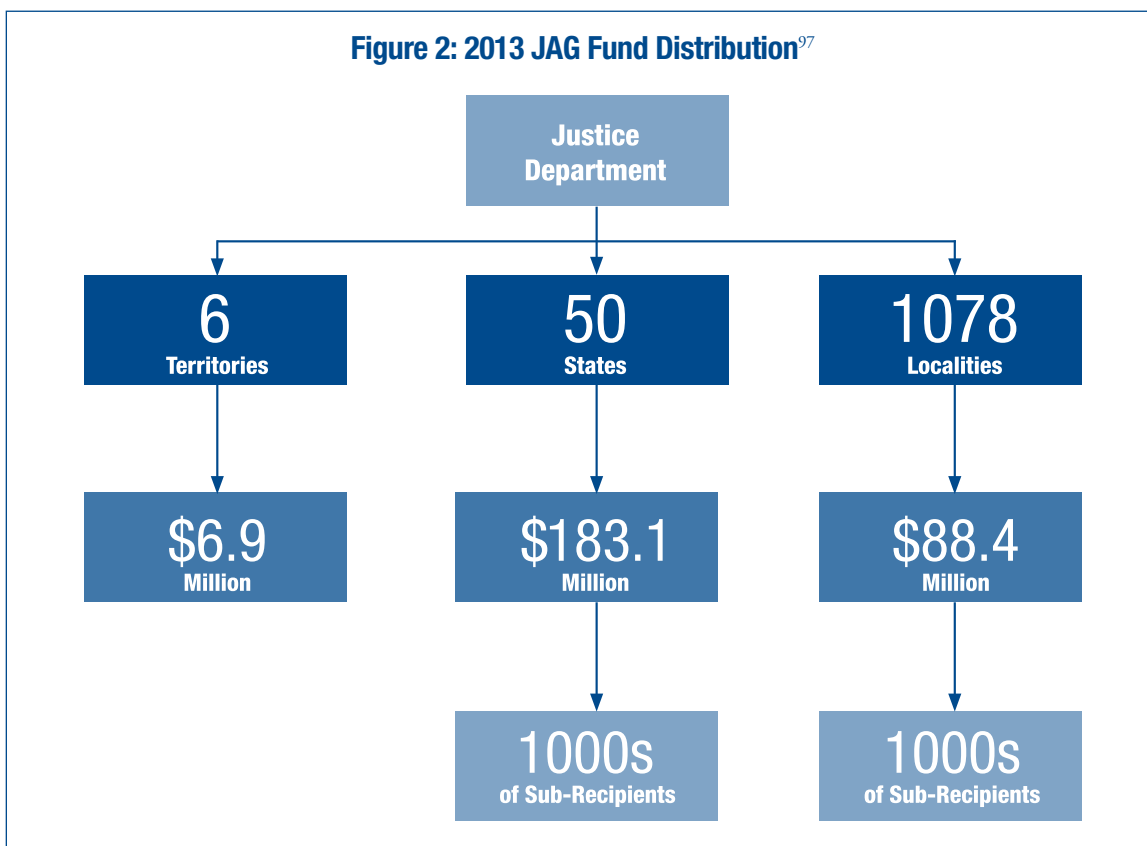 Figure 2: 2013 JAG Fund Distribution97
Justice
Department
6
Territories
50
States
1078
Localities
$6.9
Million
$183.1
Million
$88.4
Million
1000s
of Sub-Recipients
1000s
of Sub-Recipients